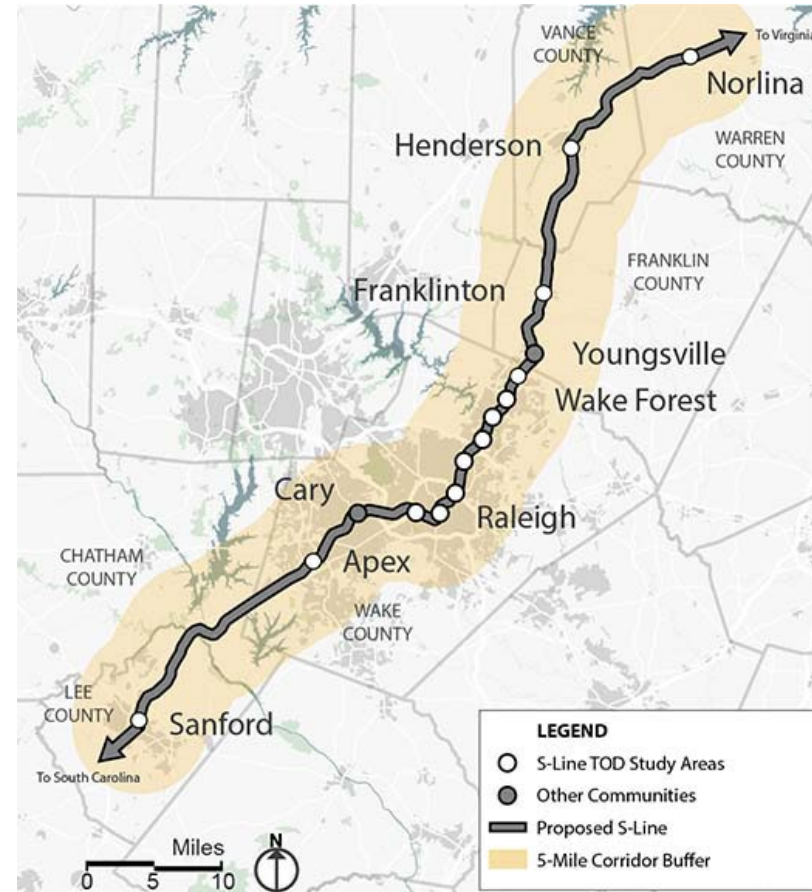 To Virginia
VANCE
COUNTY
Norlina
Henderson
WARREN
COUNTY
FRANKLIN
COUNTY
Franklinton
Youngsville
Wake Forest
Cary
Raleigh
CHATHAM
COUNTY
Apex
WAKE
COUNTY
LEE
COUNTY
Sanford
To South Carolina
LEGEND
S-Line TOD Study Areas
Other Communities
Proposed S-Line
5-Mile Corridor Buffer
Miles
0 5 10
N